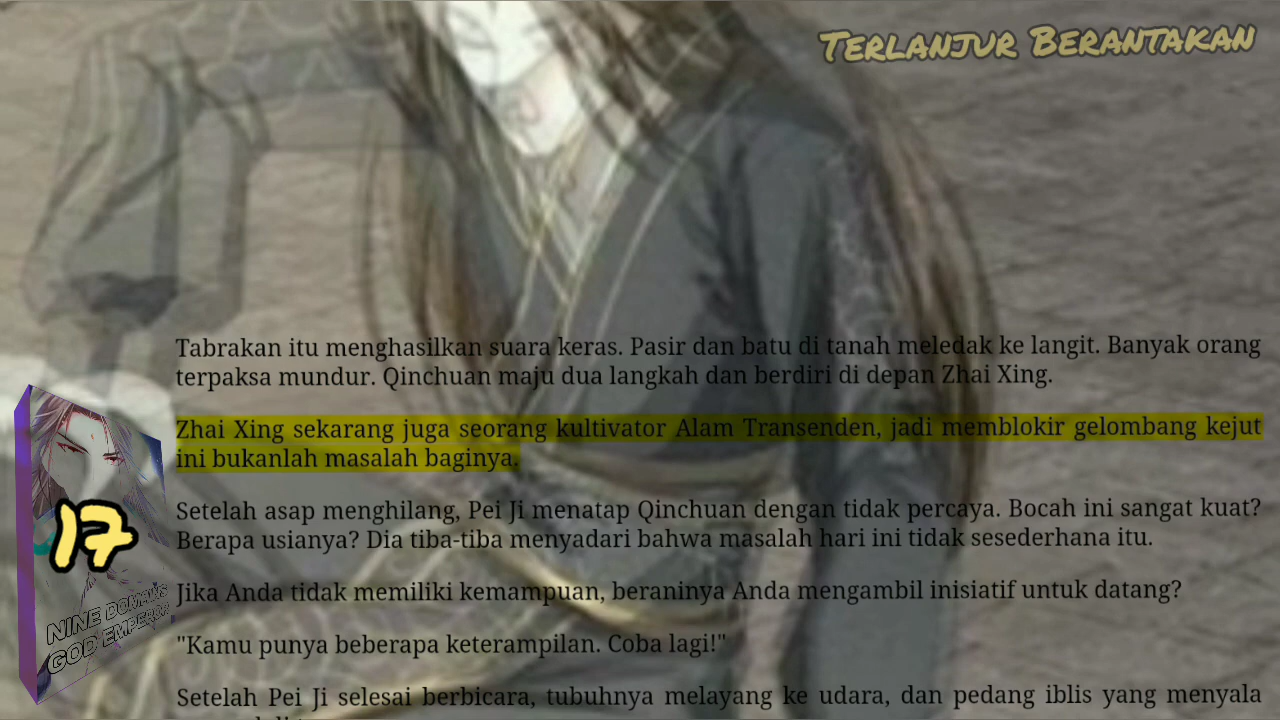 Terlanjur Berantakan
Tabrakan itu menghasilkan suara keras. Pasir dan batu di tanah meledak ke langit. Banyak orang
terpaksa mundur. Qinchuan maju dua langkah dan berdiri di depan Zhai Xing.
Zhai Xing sekarang juga seorang kultivator Alam Transenden, jadi memblokir gelombang kejut
ini bukanlah masalah baginya.
Setelah asap menghilang, Pei Ji menatap Qinchuan dengan tidak percaya. Bocah ini sangat kuat?
Berapa usianya? Dia tiba-tiba menyadari bahwa masalah hari ini tidak sesederhana itu.
Jika Anda tidak memiliki kemampuan, beraninya Anda mengambil inisiatif untuk datang?
"Kamu punya beberapa keterampilan. Coba lagi!"
Setelah Pei Ji selesai berbicara, tubuhnya melayang ke udara, dan pedang iblis yang menyala
17
NINE DOMAINS
GOD EMPEROR